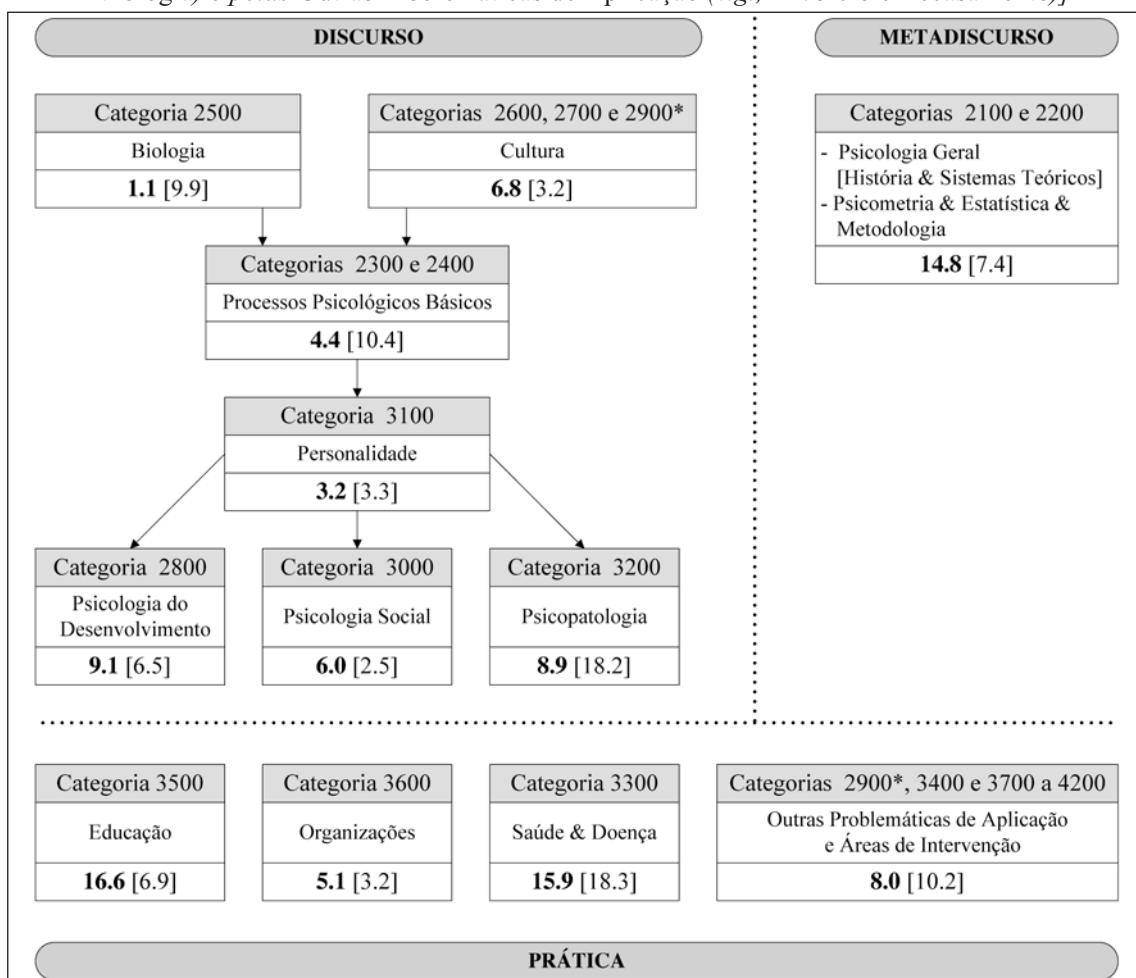 DISCURSO
METADISCURSO
Categoria 2500
Biologia
1.1 [9.9]
Categorias 2600, 2700 e 2900*
Cultura
6.8 [3.2]
Categorias 2100 e 2200
- Psicologia Geral
[História & Sistemas Teóricos]
- Psicometria & Estatística &
Metodologia
14.8 [7.4]
Categorias 2300 e 2400
Processos Psicológicos Básicos
4.4 [10.4]
Categoria 3100
Personalidade
3.2 [3.3]
Categoria 2800
Psicologia do
Desenvolvimento
9.1 [6.5]
Categoria 3000
Psicologia Social
6.0 [2.5]
Categoria 3200
Psicopatologia
8.9 [18.2]
Categoria 3500
Educação
16.6 [6.9]
Categoria 3600
Organizações
5.1 [3.2]
Categoria 3300
Saúde & Doença
15.9 [18.3]
Categorias 2900*, 3400 e 3700 a 4200
Outras Problemáticas de Aplicação
e Áreas de Intervenção
8.0 [10.2]
PRÁTICA